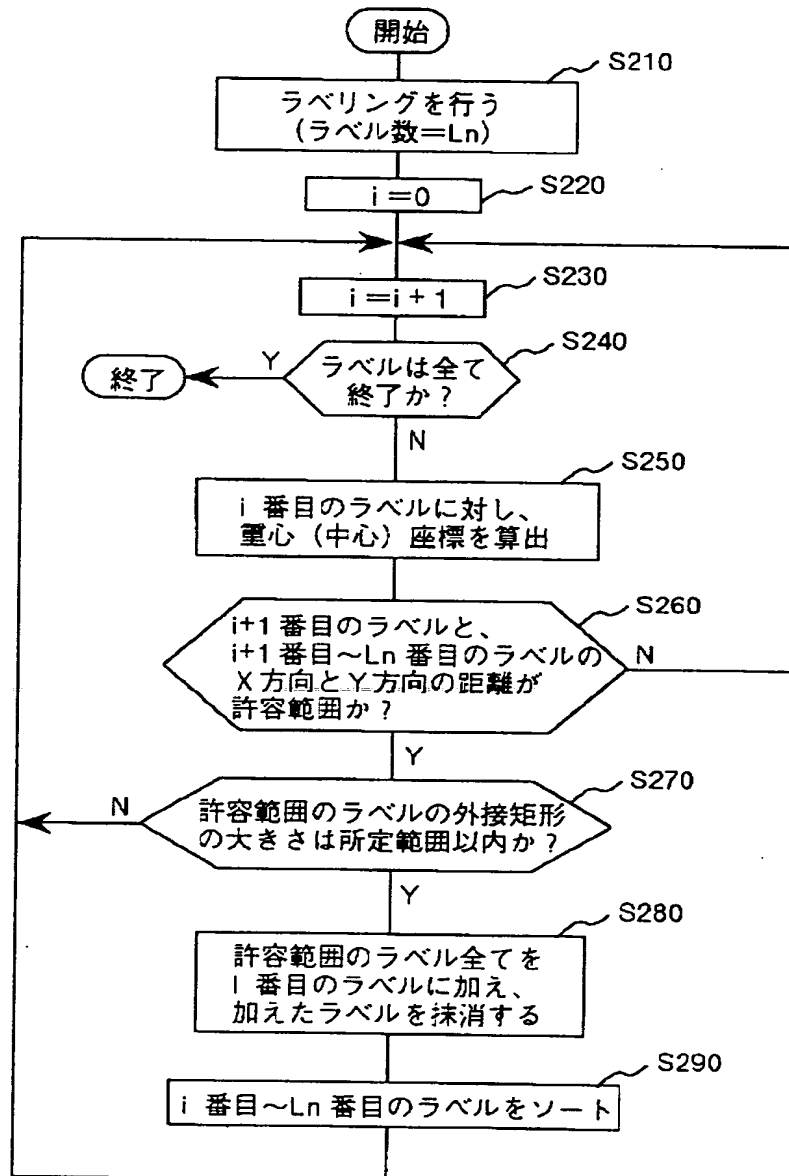 開始
S210
ラベリングを行う
(ラベル数=Ln)
S220
i=0
S230
i=i+1
S240
ラベルは全て
終了か?
Y
終了
N
S250
i 番目のラベルに対し、
重心(中心)座標を算出
S260
i+1 番目のラベルと、
i+1 番目~Ln 番目のラベルの
X 方向とY 方向の距離が
許容範囲か?
N
Y
S270
許容範囲のラベルの外接矩形
の大きさは所定範囲以内か?
N
Y
S280
許容範囲のラベル全てを
I 番目のラベルに加え、
加えたラベルを抹消する
S290
i 番目~Ln 番目のラベルをソート